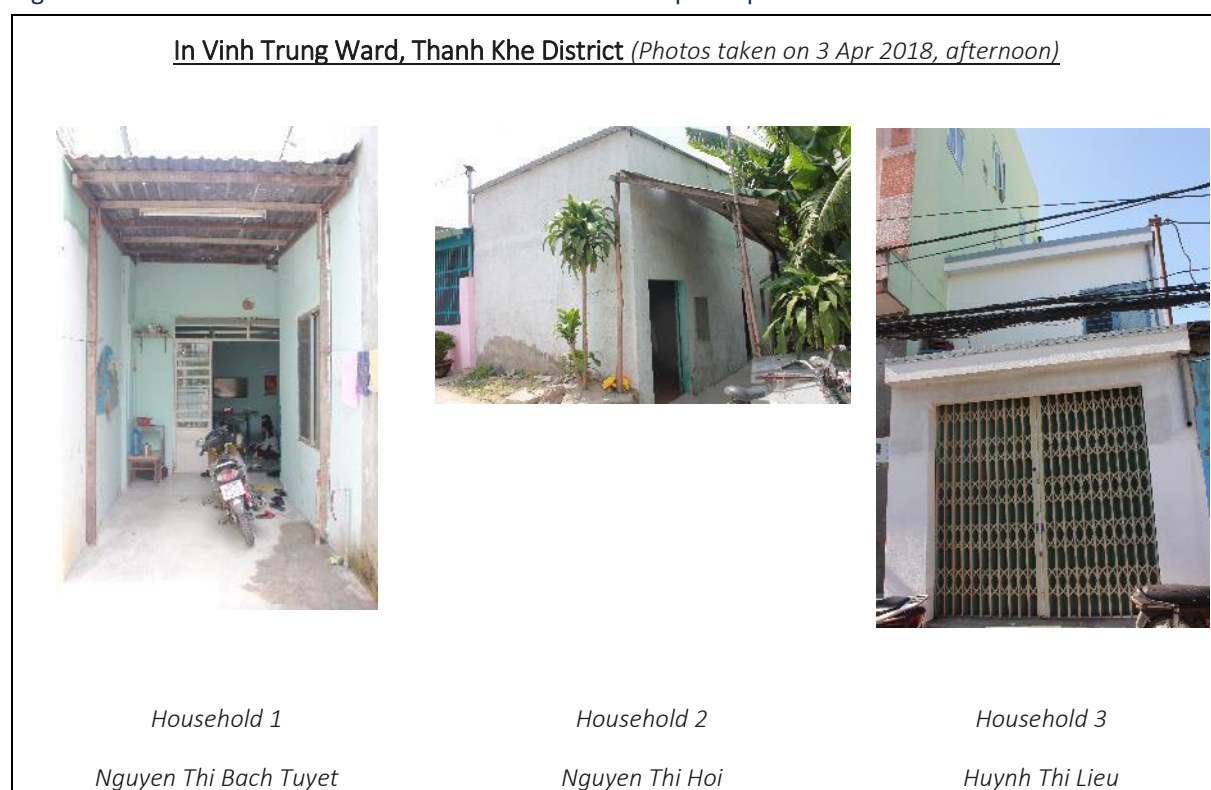 In Vinh Trung Ward, Thanh Khe District (Photos taken on 3 Apr 2018, afternoon)
Household 1 Household 2 Household 3
Nguyen Thi Bach Tuyet Nguyen Thi Hoi Huynh Thi Lieu